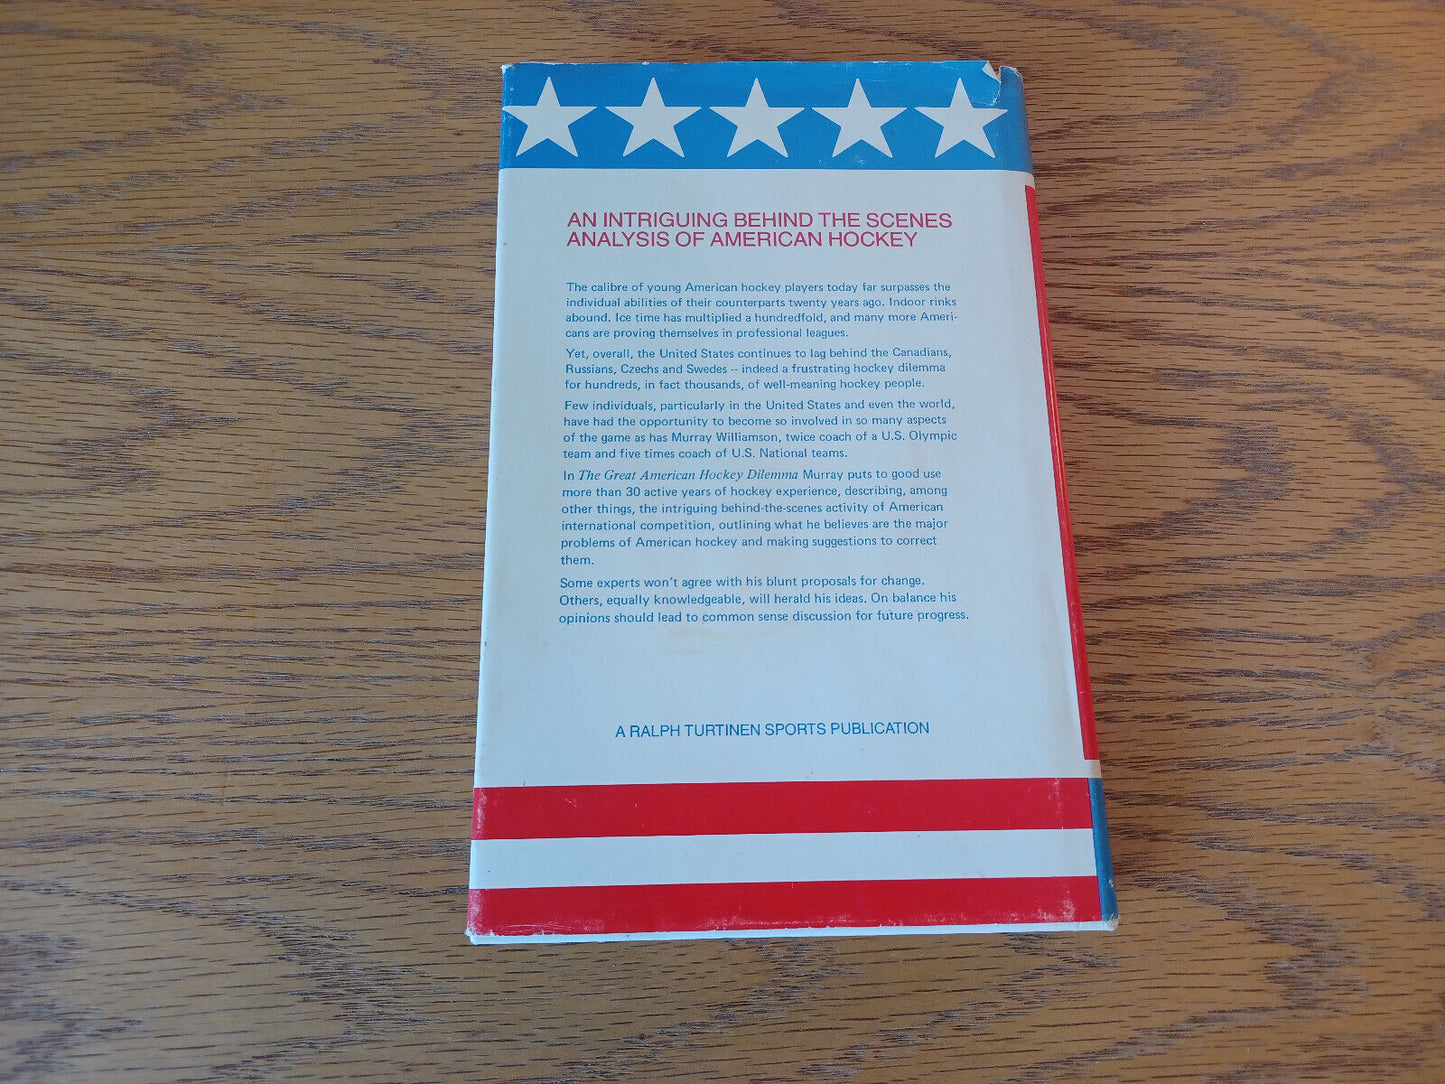 AN INTRIGUING BEHIND THE SCENES
ANALYSIS OF AMERICAN HOCKEY
The calibre of young American hockey players today far surpasses the
individual abilities of their counterparts twenty years ago. Indoor rinks
abound. Ice time has multiplied a hundredfold, and many more Ameri-
cans are proving themselves in professional leagues.
Yet, overall, the United States continues to lag behind the Canadians,
Russians, Czechs and Swedes -- indeed a frustrating hockey dilemma
for hundreds, in fact thousands, of well-meaning hockey people.
Few individuals, particularly in the United States and even the world,
have had the opportunity to become so involved in so many aspects
of the game as has Murray Williamson, twice coach of a U.S. Olympic
team and five times coach of U.S. National teams.
In The Great American Hockey Dilemma Murray puts to good use
more than 30 active years of hockey experience, describing, among
other things, the intriguing behind-the-scenes activity of American
international competition, outlining what he believes are the major
problems of American hockey and making suggestions to correct
them.
Some experts won't agree with his blunt proposals for change.
Others, equally knowledgeable, will herald his ideas. On balance his
opinions should lead to common sense discussion for future progress.
A RALPH TURTINEN SPORTS PUBLICATION